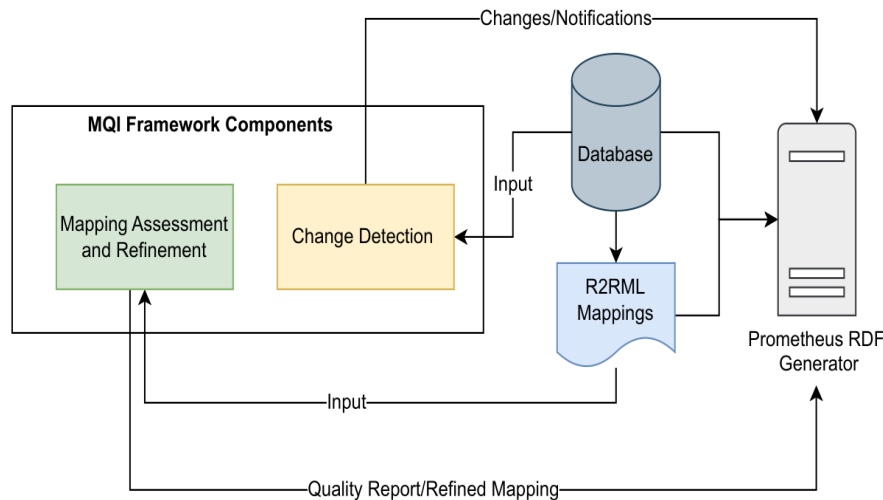 Changes/Notifications
MQI Framework Components
Database
Input
Mapping Assessment
and Refinement
Change Detection
R2RML
Mappings
Prometheus RDF
Generator
Input
Quality Report/Refined Mapping